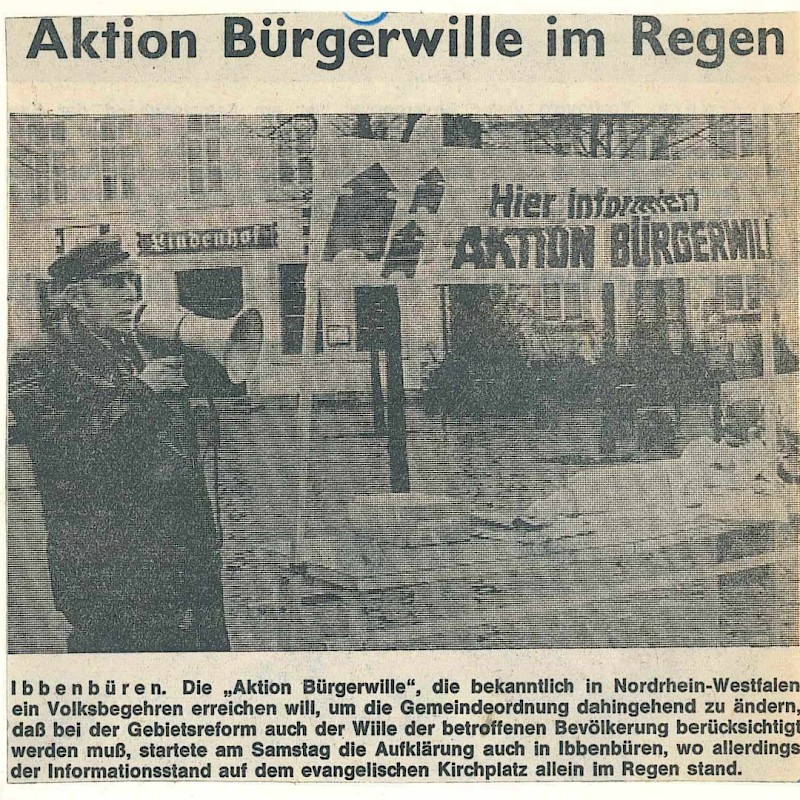 Aktion Bürgerwille im Regen
Lindenhof
Hier informiert
AKTION BÜRGERWILL
Ibbenbüren. Die „Aktion Bürgerwille“, die bekanntlich in Nordrhein-Westfalen
ein Volksbegehren erreichen will, um die Gemeindeordnung dahingehend zu ändern,
daß bei der Gebietsreform auch der Wiile der betroffenen Bevölkerung berücksichtigt
werden muß, startete am Samstag die Aufklärung auch in Ibbenbüren, wo allerdings
der Informationsstand auf dem evangelischen Kirchplatz allein im Regen stand.